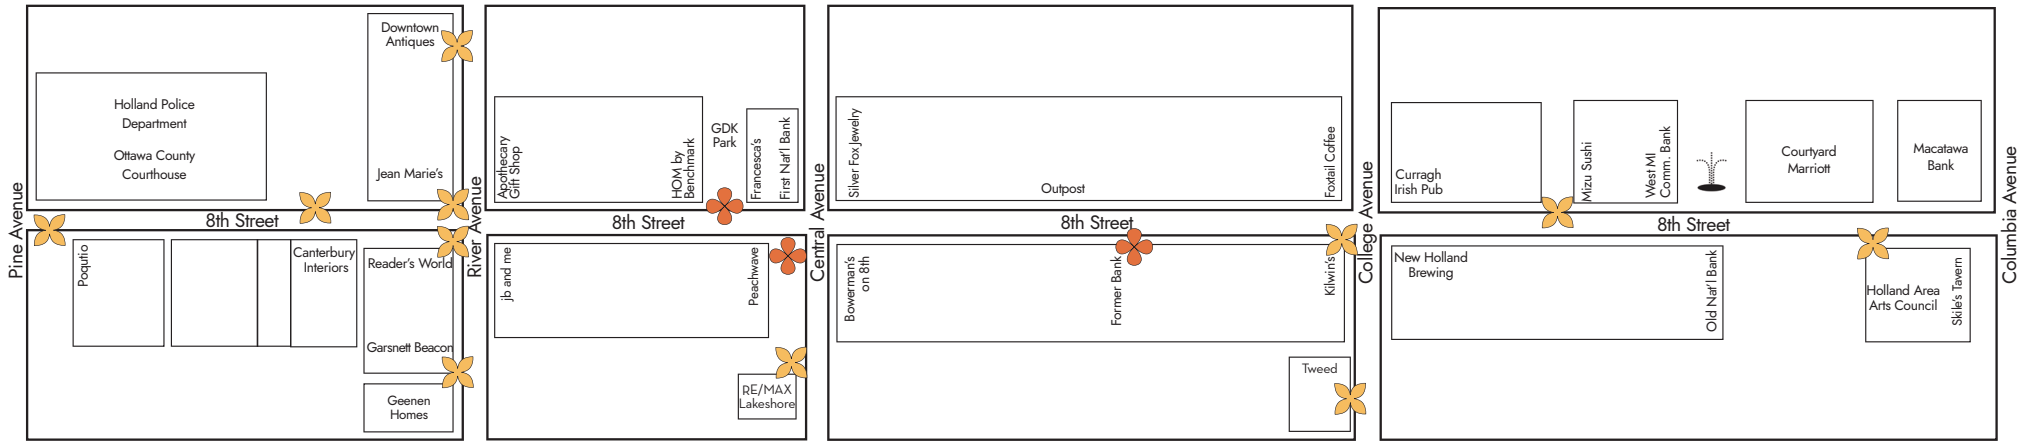 Downtown
Antiques
Holland Police
Department
Ottawa County
Courthouse
Jean Marie's
Apothecary
Gift Shop
HOM by
Benchmark
GDK
Park
Francesca's
First Nat'l Bank
Silver Fox Jewelry
Outpost
Foxtail Coffee
Curragh
Irish Pub
Mizu Sushi
West MI
Comm. Bank
Courtyard
Marriott
Macatawa
Bank
Pine Avenue
8th Street
River Avenue
8th Street
Central Avenue
8th Street
College Avenue
8th Street
Columbia Avenue
Poqutio
Canterbury
Interiors
Reader's World
Garsnett Beacon
Geenen
Homes
jb and me
Peachwave
RE/MAX
Lakeshore
Bowerman's
on 8th
Former Bank
Kilwin's
Tweed
New Holland
Brewing
Old Nat'l Bank
Holland Area
Arts Council
Skile's Tavern